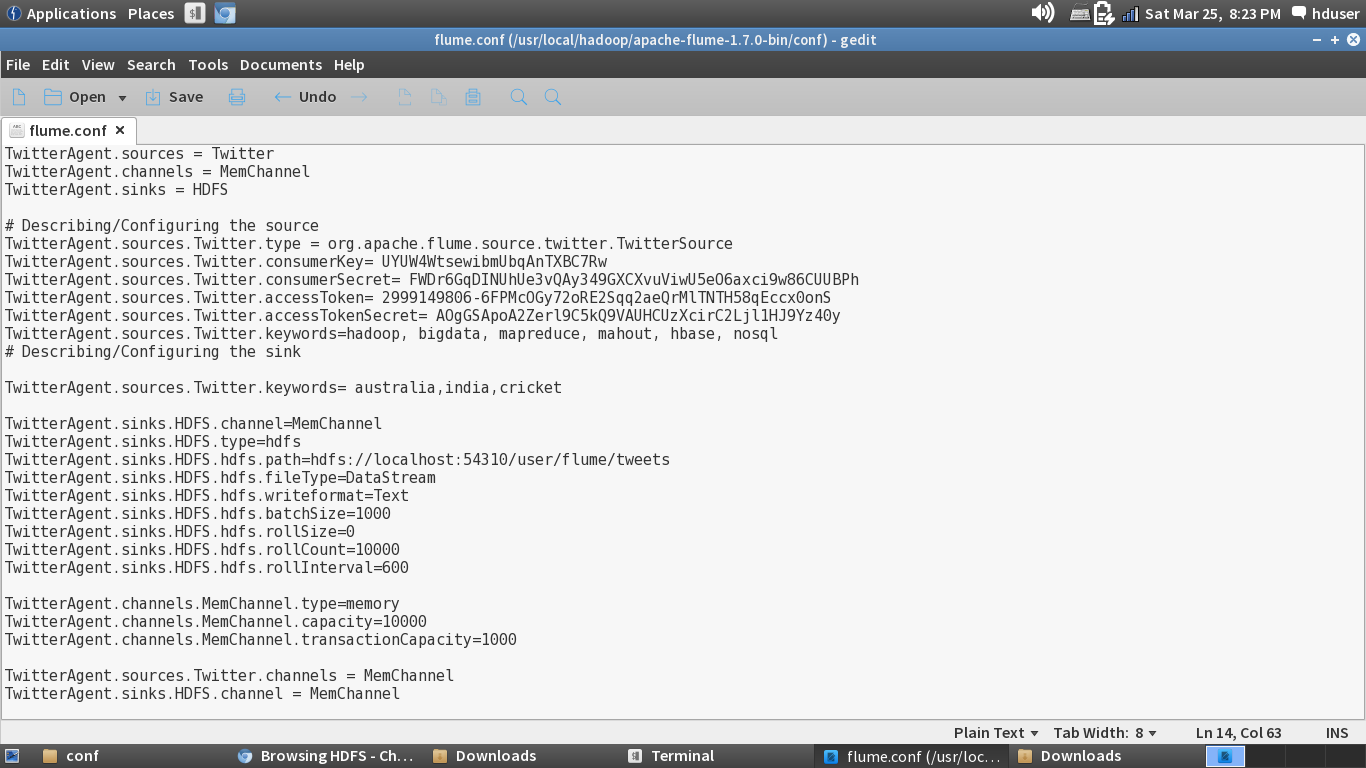 Applications Places Sat Mar 25, 8:23 PM hduser
flume.conf (/usr/local/hadoop/apache-flume-1.7.0-bin/conf) - gedit
File Edit View Search Tools Documents Help
Open Save Undo
flume.conf
TwitterAgent.sources = Twitter
TwitterAgent.channels = MemChannel
TwitterAgent.sinks = HDFS
# Describing/Configuring the source
TwitterAgent.sources.Twitter.type = org.apache.flume.source.twitter.TwitterSource
TwitterAgent.sources.Twitter.consumerKey= UYUW4WtsewibmUbqAnTXBC7Rw
TwitterAgent.sources.Twitter.consumerSecret= FWDr6GqDINUhUe3vQAy349GXCXvuViwU5eO6axci9w86CUUBPh
TwitterAgent.sources.Twitter.accessToken= 2999149806-6FPMcOGy72oRE2Sqq2aeQrMlTNTH58qEccx0onS
TwitterAgent.sources.Twitter.accessTokenSecret= AOgGSApoA2Zerl9C5kQ9VAUHCUzXcirC2Ljl1HJ9Yz40y
TwitterAgent.sources.Twitter.keywords=hadoop, bigdata, mapreduce, mahout, hbase, nosql
# Describing/Configuring the sink
TwitterAgent.sources.Twitter.keywords= australia,india,cricket
TwitterAgent.sinks.HDFS.channel=MemChannel
TwitterAgent.sinks.HDFS.type=hdfs
TwitterAgent.sinks.HDFS.hdfs.path=hdfs://localhost:54310/user/flume/tweets
TwitterAgent.sinks.HDFS.hdfs.fileType=DataStream
TwitterAgent.sinks.HDFS.hdfs.writeformat=Text
TwitterAgent.sinks.HDFS.hdfs.batchSize=1000
TwitterAgent.sinks.HDFS.hdfs.rollSize=0
TwitterAgent.sinks.HDFS.hdfs.rollCount=10000
TwitterAgent.sinks.HDFS.hdfs.rollInterval=600
TwitterAgent.channels.MemChannel.type=memory
TwitterAgent.channels.MemChannel.capacity=10000
TwitterAgent.channels.MemChannel.transactionCapacity=1000
TwitterAgent.sources.Twitter.channels = MemChannel
TwitterAgent.sinks.HDFS.channel = MemChannel
Plain Text Tab Width: 8 Ln 14, Col 63 INS
conf Browsing HDFS - Ch... Downloads Terminal flume.conf (/usr/loc... Downloads